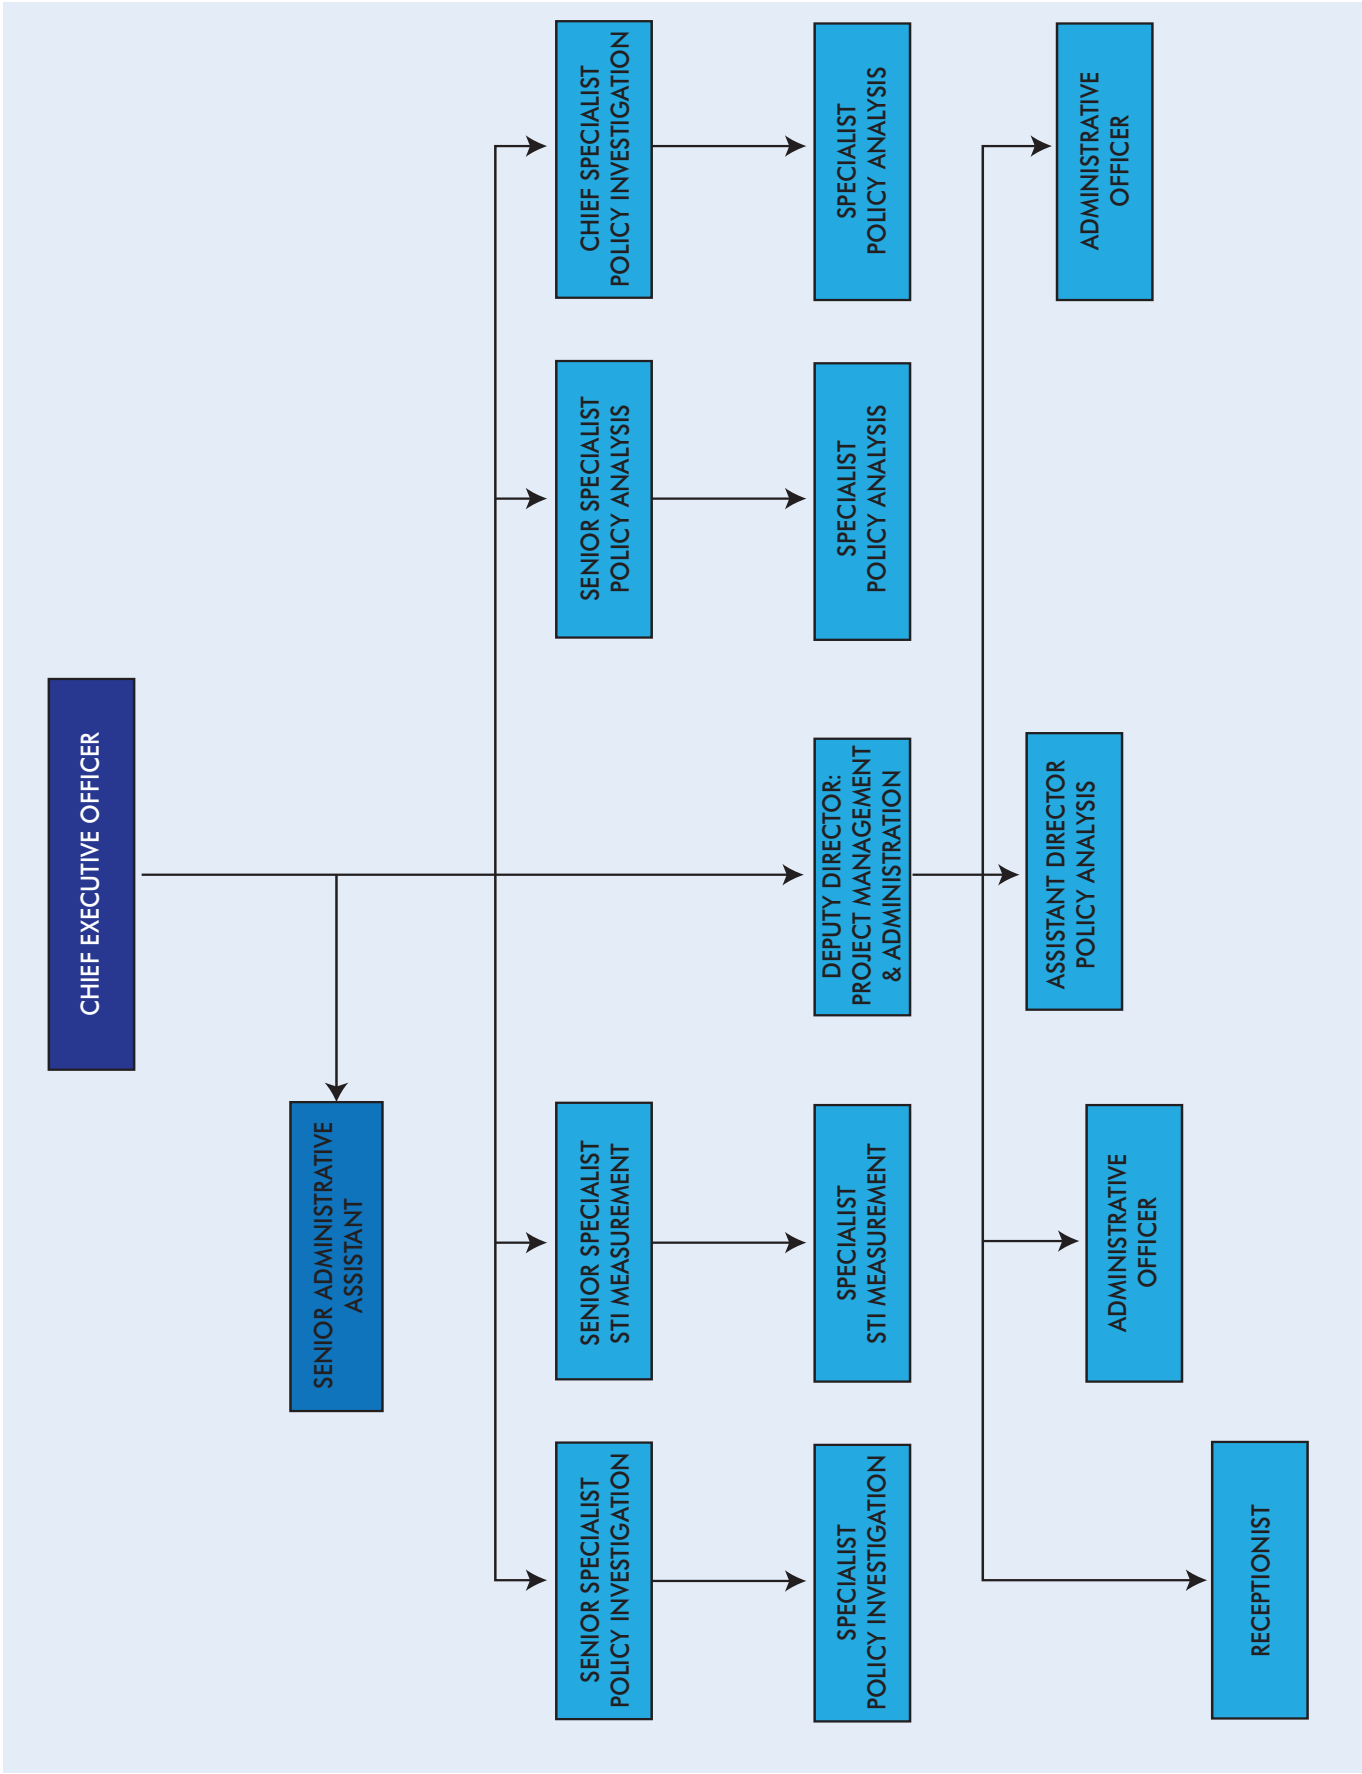 CHIEF EXECUTIVE OFFICER
SENIOR ADMINISTRATIVE
ASSISTANT
SENIOR SPECIALIST
POLICY INVESTIGATION
SENIOR SPECIALIST
STI MEASUREMENT
SENIOR SPECIALIST
POLICY ANALYSIS
CHIEF SPECIALIST
POLICY INVESTIGATION
SPECIALIST
POLICY INVESTIGATION
SPECIALIST
STI MEASUREMENT
DEPUTY DIRECTOR:
PROJECT MANAGEMENT
& ADMINISTRATION
SPECIALIST
POLICY ANALYSIS
SPECIALIST
POLICY ANALYSIS
RECEPTIONIST
ADMINISTRATIVE
OFFICER
ASSISTANT DIRECTOR
POLICY ANALYSIS
ADMINISTRATIVE
OFFICER